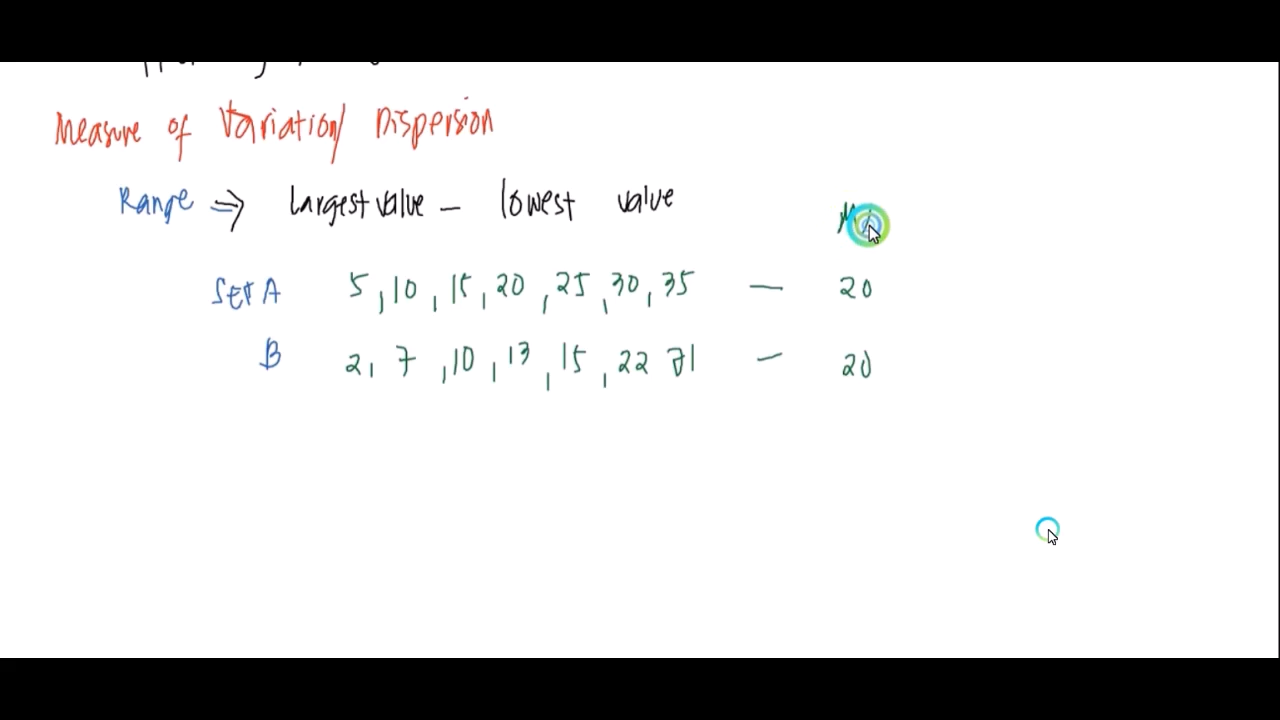 Measure of Variation/ Dispersion
Range ⇒ Largest value - lowest value
Set A 5, 10, 15, 20, 25, 30, 35 — 20
B 2, 7, 10, 13, 15, 22 71 - 20